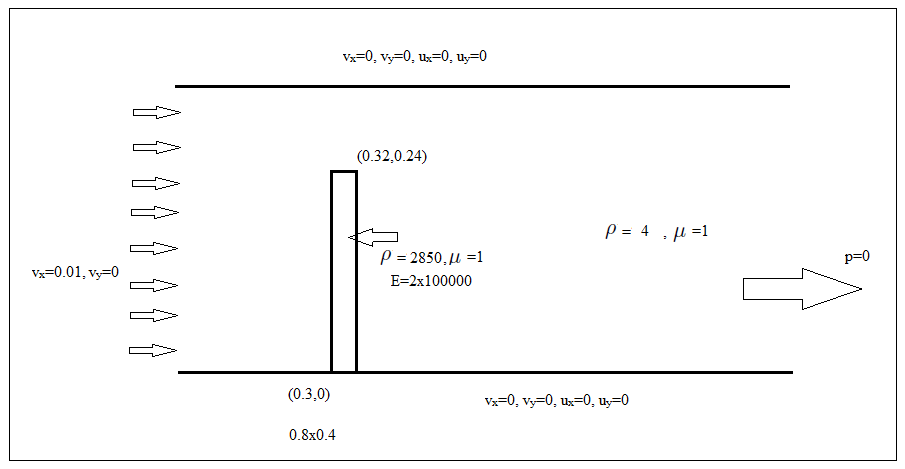 vx=0, vy=0, ux=0, uy=0
(0.32,0.24)
ρ = 4 , μ =1
ρ = 2850, μ =1
E=2x100000
p=0
vx=0.01, vy=0
(0.3,0)
vx=0, vy=0, ux=0, uy=0
0.8x0.4